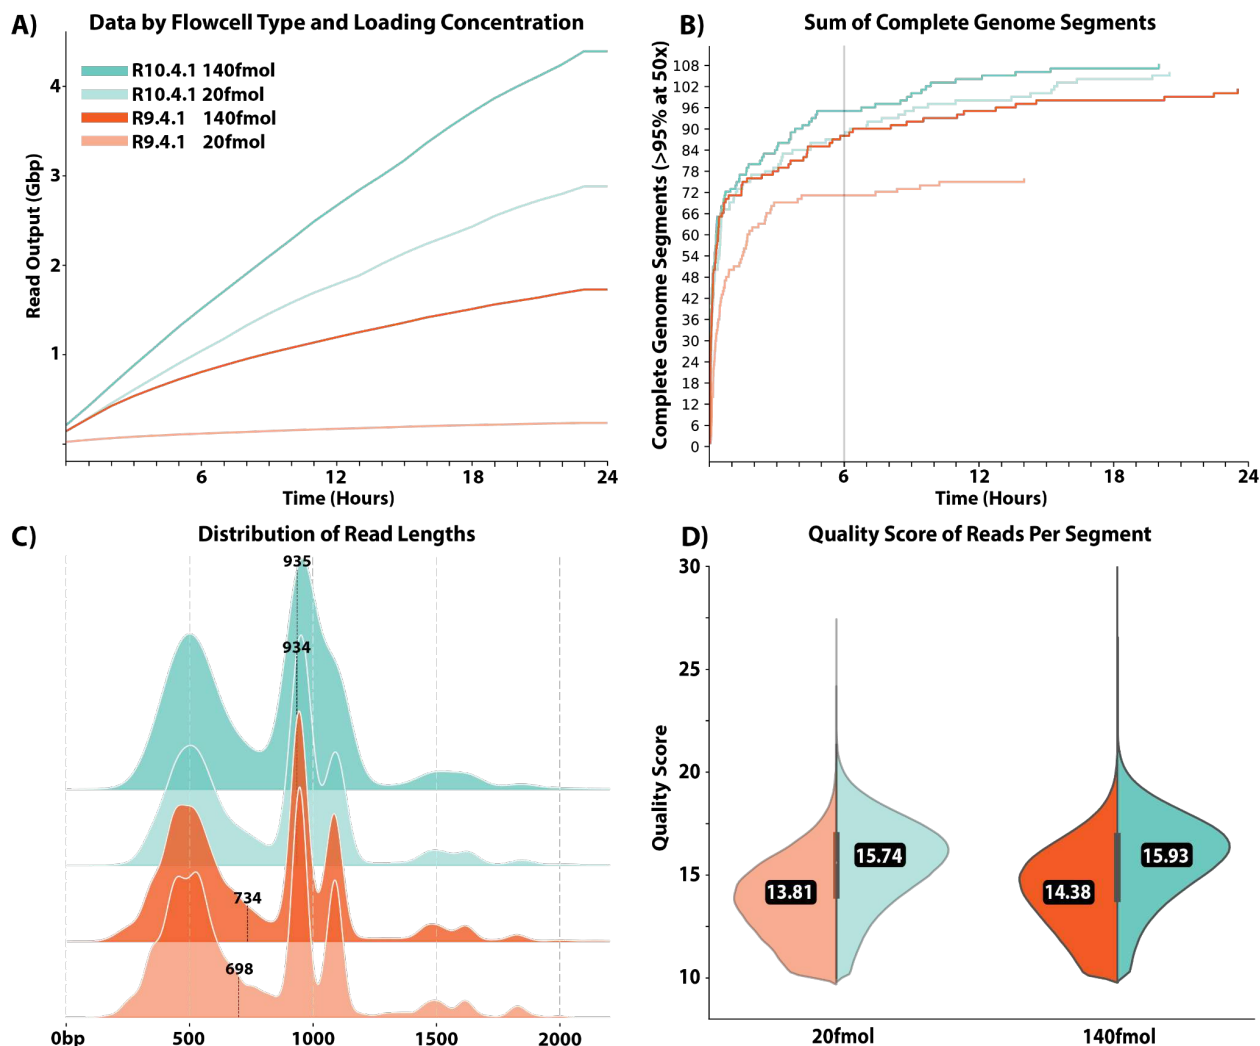 A) Data by Flowcell Type and Loading Concentration
R10.4.1 140fmol
R10.4.1 20fmol
R9.4.1 140fmol
R9.4.1 20fmol
Read Output (Gbp)
4
3
2
1
6 12 18 24
Time (Hours)
B) Sum of Complete Genome Segments
Complete Genome Segments (>95% at 50x)
108
102
96
90
84
78
72
66
60
54
48
42
36
30
24
18
12
6
0
6 12 18 24
Time (Hours)
C) Distribution of Read Lengths
935
934
734
698
0bp 500 1000 1500 2000
D) Quality Score of Reads Per Segment
Quality Score
30
25
20
15
10
13.81
15.74
14.38
15.93
20fmol 140fmol